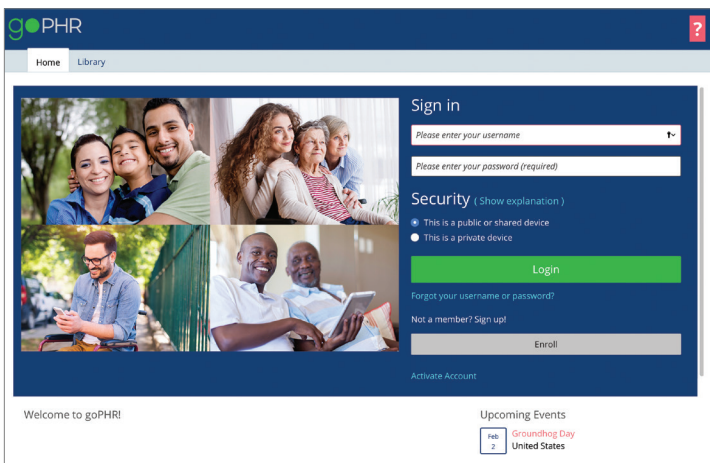 goPHR
?
Home
Library
Sign in
Please enter your username
Please enter your password (required)
Security ( Show explanation )
This is a public or shared device
This is a private device
Login
Forgot your username or password?
Not a member? Sign up!
Enroll
Activate Account
Welcome to goPHR!
Upcoming Events
Feb
2
Groundhog Day
United States